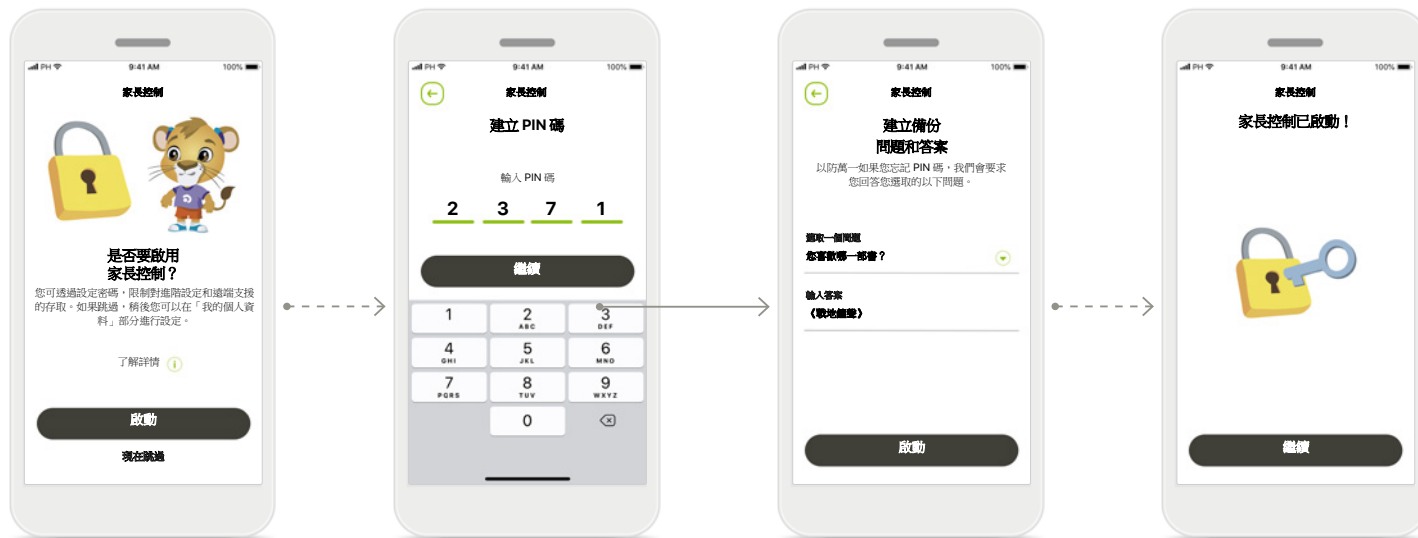 PH 9:41 AM 100%
家長控制
是否要啟用
家長控制？
您可透過設定密碼，限制對進階設定和遠端支援
的存取。如果跳過，稍後您可以在「我的個人資
料」部分進行設定。
了解詳情 i
啟動
現在跳過
PH 9:41 AM 100%
家長控制
建立 PIN 碼
輸入 PIN 碼
2 3 7 1
繼續
1 2 3
ABC DEF
4 5 6
GHI JKL MNO
7 8 9
PQRS TUV WXYZ
0
PH 9:41 AM 100%
家長控制
建立備份
問題和答案
以防萬一如果您忘記 PIN 碼，我們會要求
您回答您選取的以下問題。
選取一個問題
您喜歡哪一部書？
輸入答案
《戰地鐘聲》
啟動
PH 9:41 AM 100%
家長控制
家長控制已啟動！
繼續